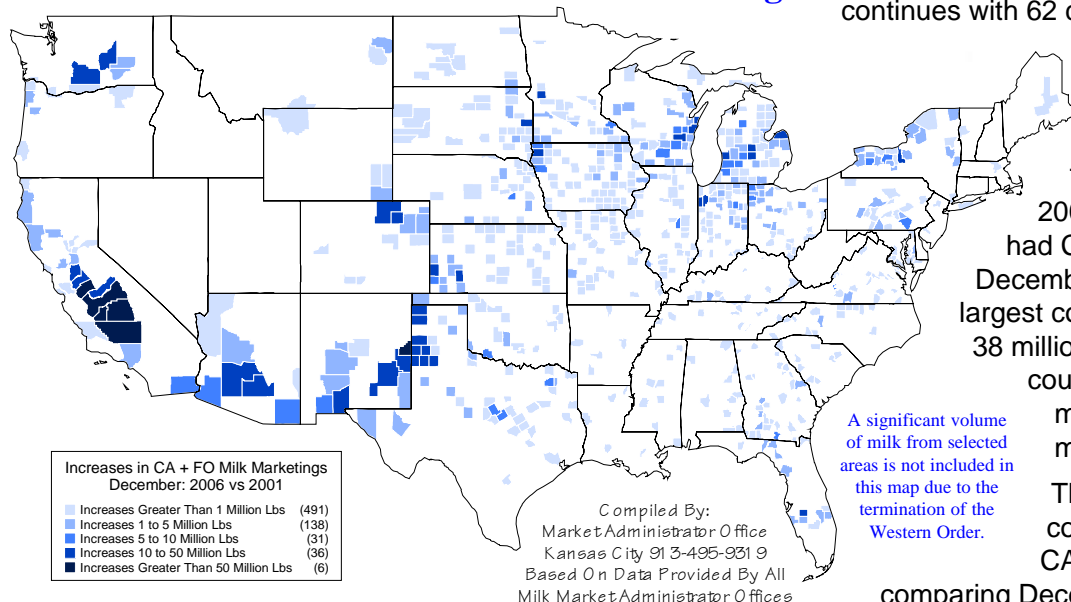 continues with 62 c
200
had C
Decemb
largest co
38 millio
cou
m
m
A significant volume
of milk from selected
areas is not included in
this map due to the
termination of the
Western Order.
Th
co
CA
comparing Dece
Increases in CA + FO Milk Marketings
December: 2006 vs 2001
Increases Greater Than 1 Million Lbs (491)
Increases 1 to 5 Million Lbs (138)
Increases 5 to 10 Million Lbs (31)
Increases 10 to 50 Million Lbs (36)
Increases Greater Than 50 Million Lbs (6)
Compiled By:
Market Administrator Office
Kansas City 913-495-9319
Based On Data Provided By All
Milk Market Administrator Offices